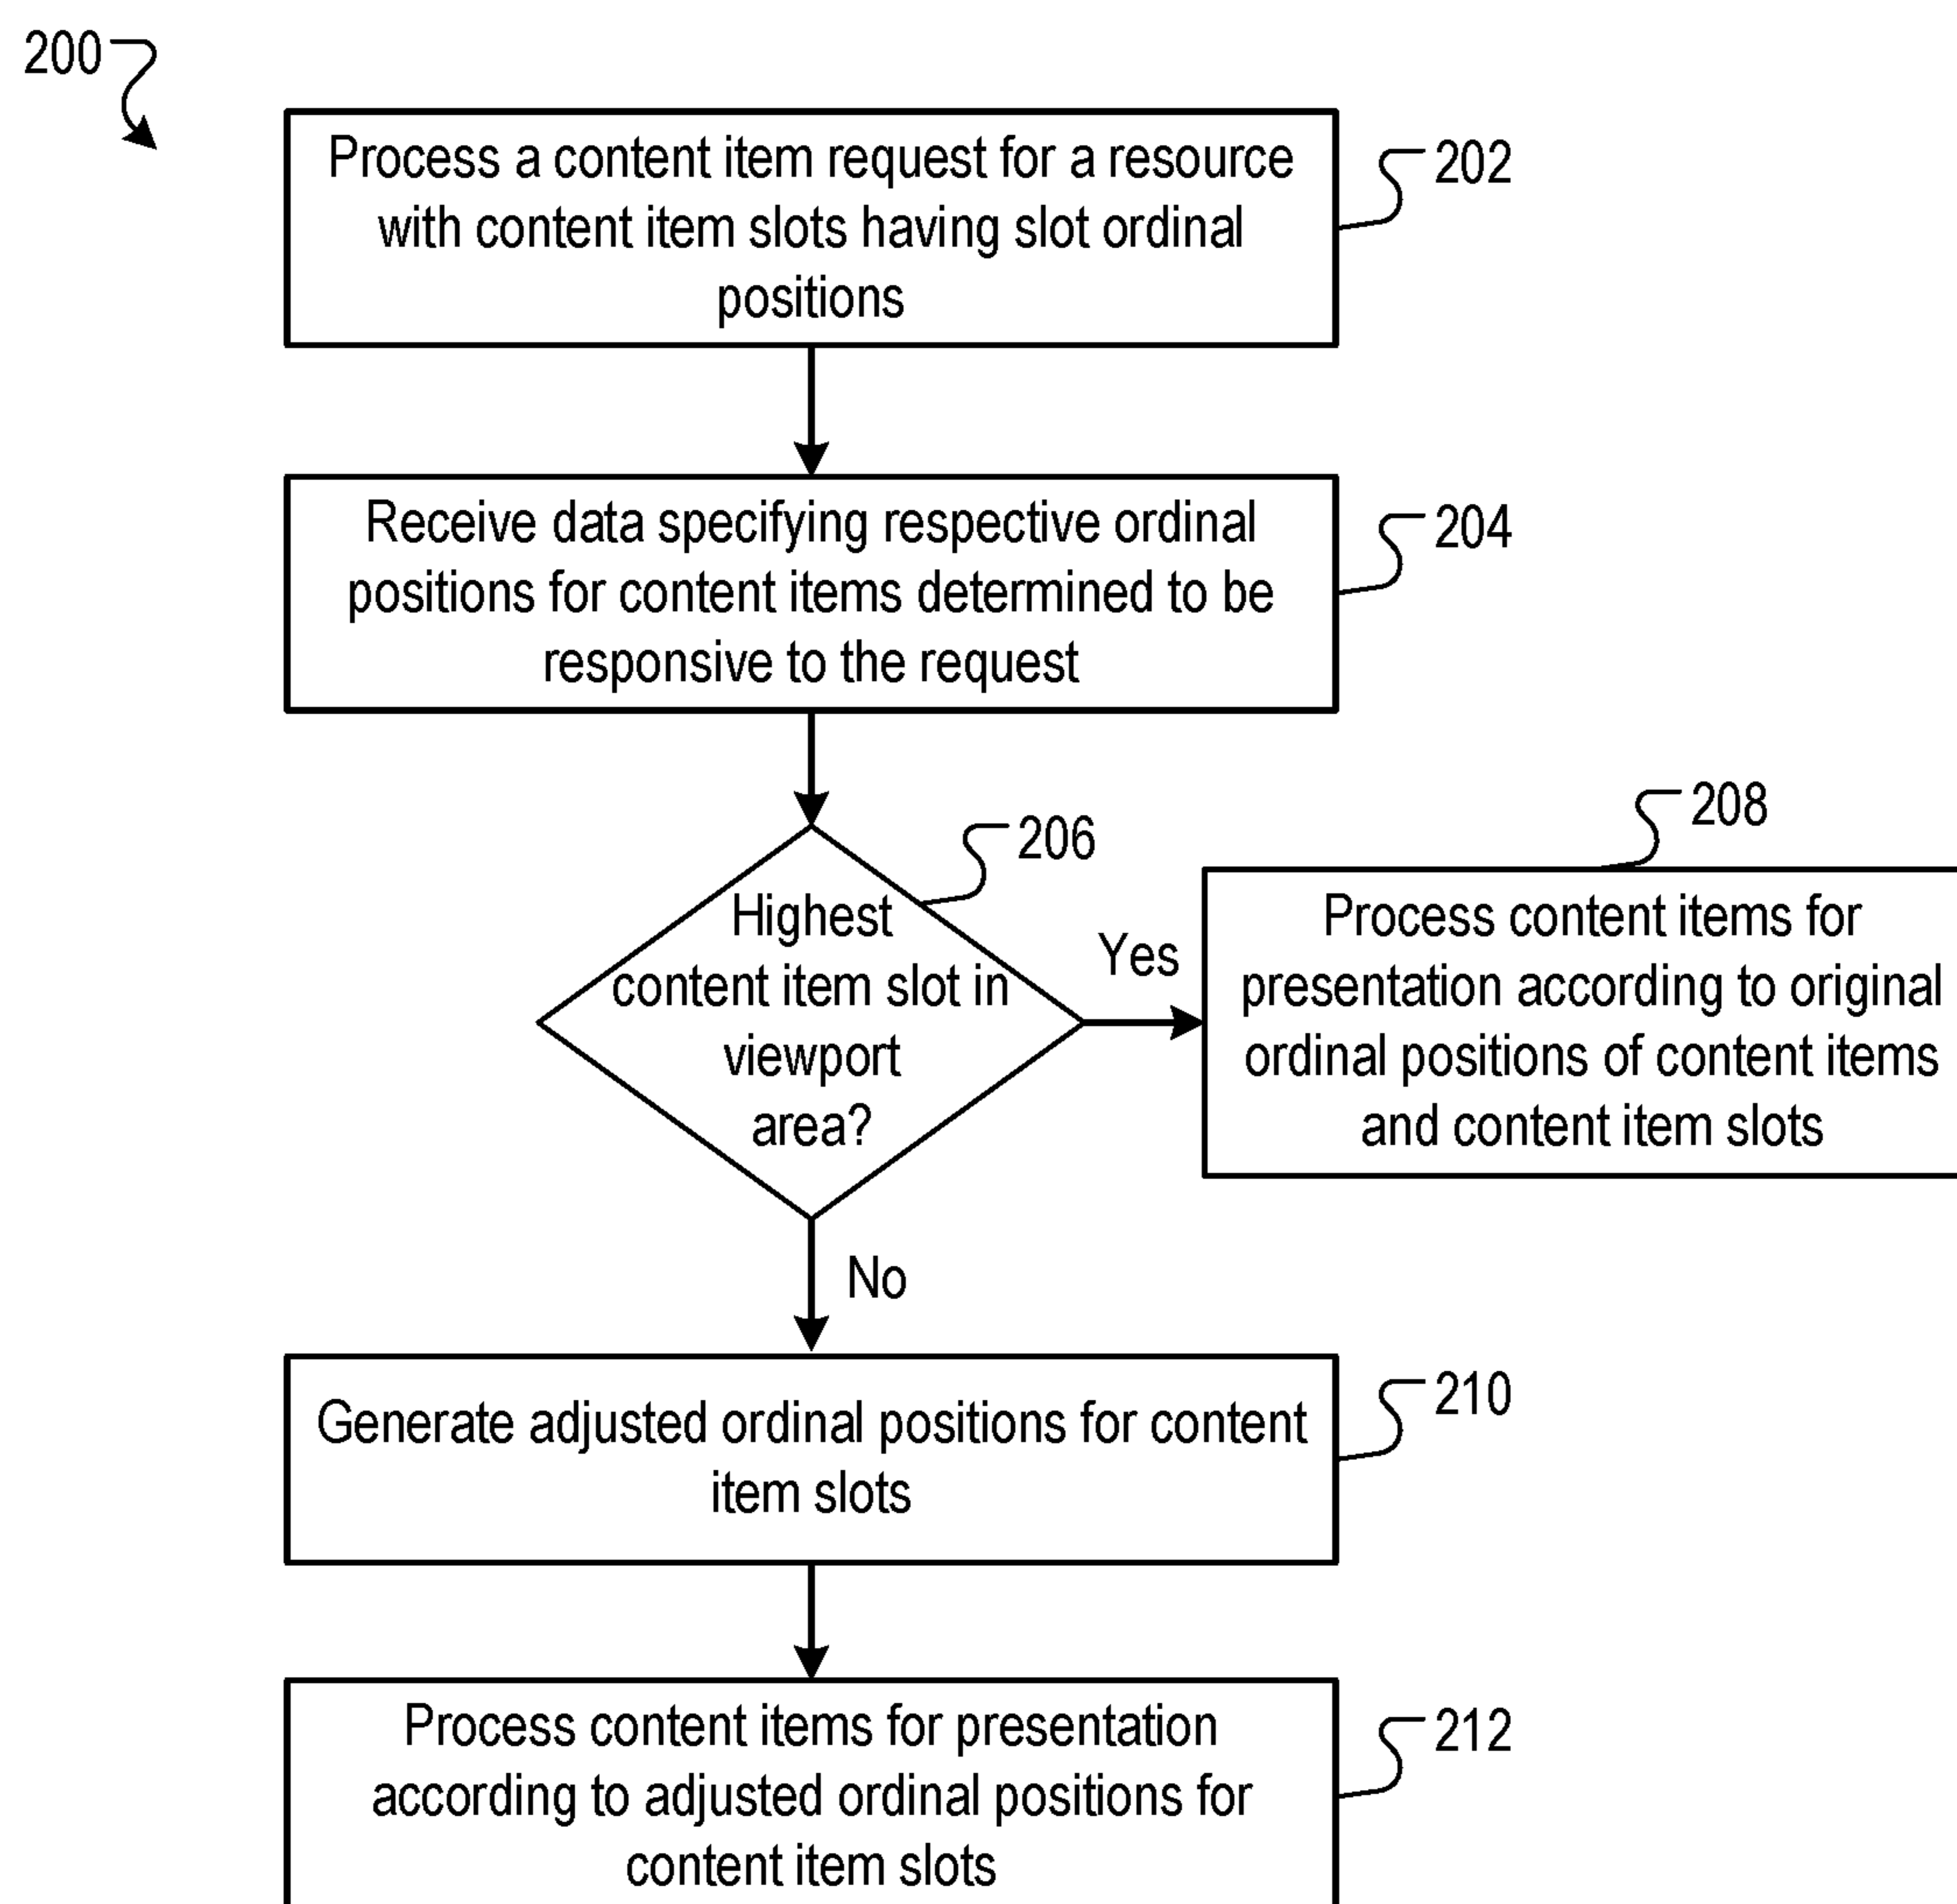 200
Process a content item request for a resource
with content item slots having slot ordinal
positions
202
Receive data specifying respective ordinal
positions for content items determined to be
responsive to the request
204
206
Highest
content item slot in
viewport
area?
Yes
208
Process content items for
presentation according to original
ordinal positions of content items
and content item slots
No
Generate adjusted ordinal positions for content
item slots
210
Process content items for presentation
according to adjusted ordinal positions for
content item slots
212